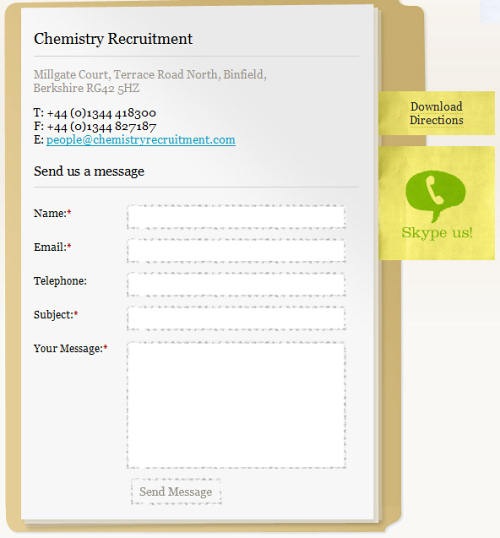 Chemistry Recruitment
Millgate Court, Terrace Road North, Binfield,
Berkshire RG42 5HZ
T: +44 (0)1344 418300
F: +44 (0)1344 827187
E: people@chemistryrecruitment.com
Send us a message
Name:*
Email:*
Telephone:
Subject:*
Your Message:*
Send Message
Download
Directions
Skype us!